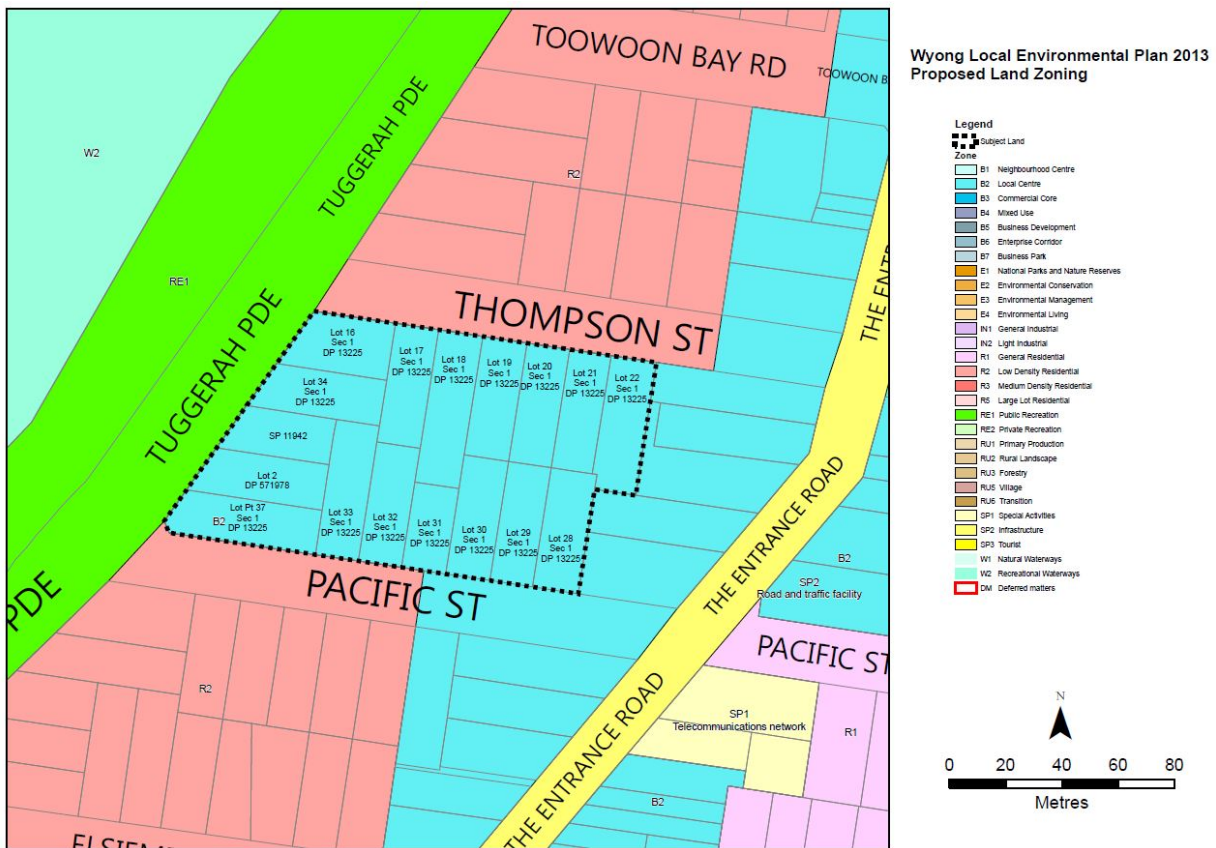 TOOWOON BAY RD
TOOWOON B
W2
TUGGERAH PDE
R2
RE1
THE ENT
THOMPSON ST
TUGGERAH PDE
Lot 16
Sec 1
DP 13225
Lot 17
Sec 1
DP 13225
Lot 18
Sec 1
DP 13225
Lot 19
Sec 1
DP 13225
Lot 20
Sec 1
DP 13225
Lot 21
Sec 1
DP 13225
Lot 22
Sec 1
DP 13225
Lot 34
Sec 1
DP 13225
SP 11942
Lot 2
DP 571978
Lot Pt 37
Sec 1
DP 13225
B2
Lot 33
Sec 1
DP 13225
Lot 32
Sec 1
DP 13225
Lot 31
Sec 1
DP 13225
Lot 30
Sec 1
DP 13225
Lot 29
Sec 1
DP 13225
Lot 28
Sec 1
DP 13225
THE ENTRANCE ROAD
B2
SP2
Road and traffic facility
PDE
PACIFIC ST
PACIFIC ST
R2
SP1
Telecommunications network
R1
THE ENTRANCE ROAD
B2
ELSIEM
Wyong Local Environmental Plan 2013
Proposed Land Zoning
Legend
Subject Land
Zone
B1 Neighbourhood Centre
B2 Local Centre
B3 Commercial Core
B4 Mixed Use
B5 Business Development
B6 Enterprise Corridor
B7 Business Park
E1 National Parks and Nature Reserves
E2 Environmental Conservation
E3 Environmental Management
E4 Environmental Living
IN1 General Industrial
IN2 Light Industrial
R1 General Residential
R2 Low Density Residential
R3 Medium Density Residential
R5 Large Lot Residential
RE1 Public Recreation
RE2 Private Recreation
RU1 Primary Production
RU2 Rural Landscape
RU3 Forestry
RU5 Village
RU6 Transition
SP1 Special Activities
SP2 Infrastructure
SP3 Tourist
W1 Natural Waterways
W2 Recreational Waterways
DM Deferred matters
N
0 20 40 60 80
Metres